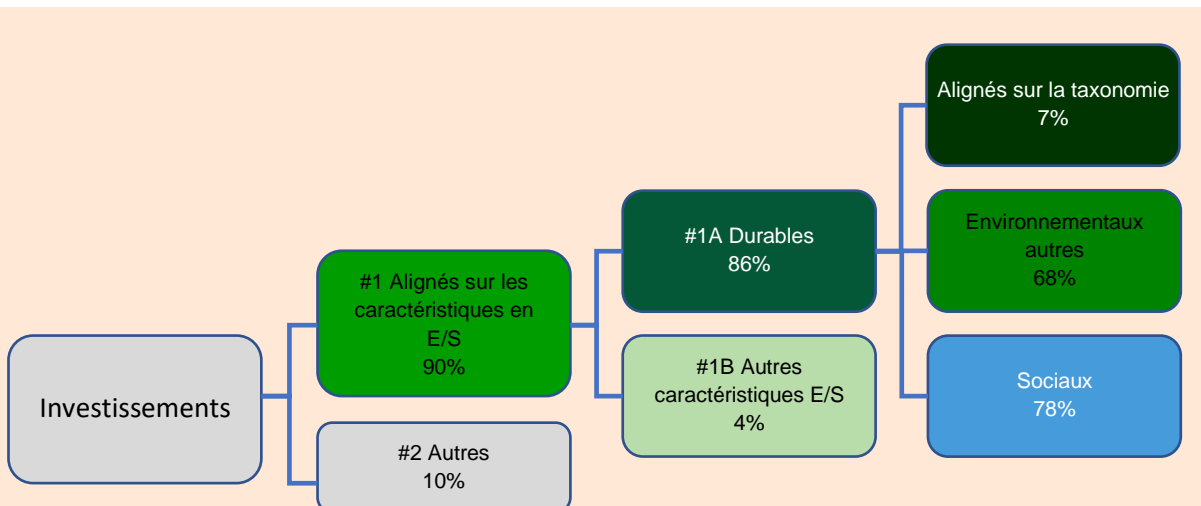 Investissements
#1 Alignés sur les
caractéristiques en
E/S
90%
#2 Autres
10%
#1A Durables
86%
#1B Autres
caractéristiques E/S
4%
Alignés sur la taxonomie
7%
Environnementaux
autres
68%
Sociaux
78%